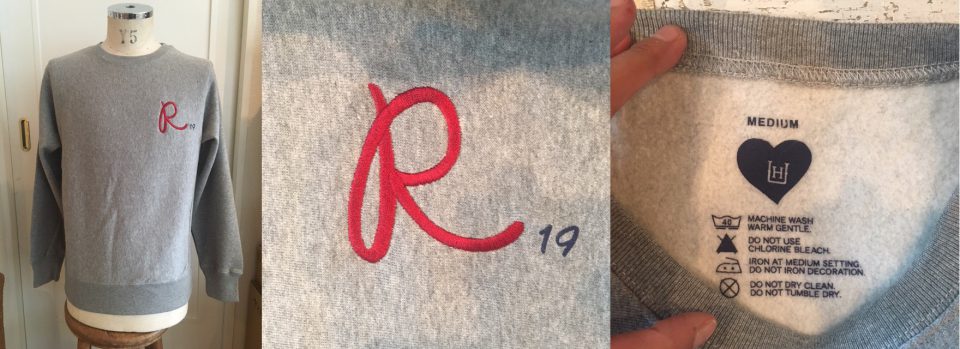 Y5
R 19
R
19
MEDIUM
H
40
MACHINE WASH
WARM GENTLE.
DO NOT USE
CHLORINE BLEACH.
IRON AT MEDIUM SETTING.
DO NOT IRON DECORATION.
DO NOT DRY CLEAN.
DO NOT TUMBLE DRY.